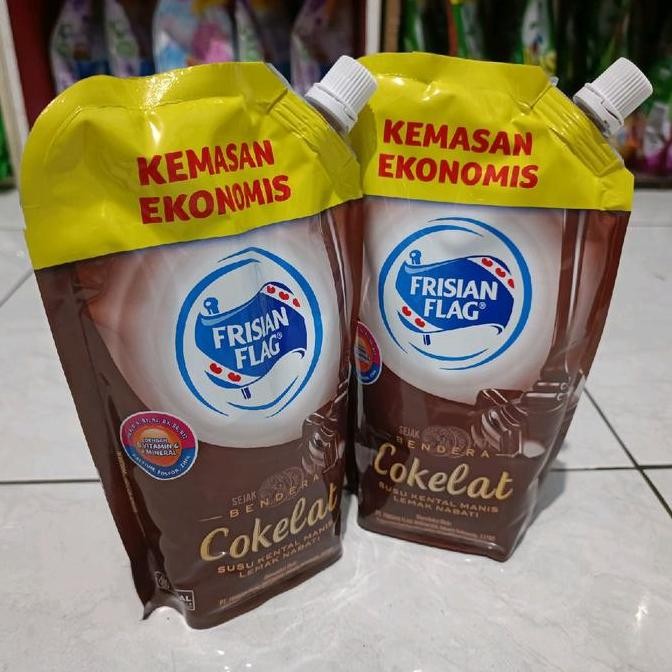 KEMASAN
EKONOMIS
FRISIAN
FLAG®
SEJAK
BENDERA
Cokelat
SUSU KENTAL MANIS
LEMAK NABATI
KEMASAN
EKONOMIS
FRISIAN
FLAG®
SEJAK
BENDERA
Cokelat
SUSU KENTAL MANIS
LEMAK NABATI